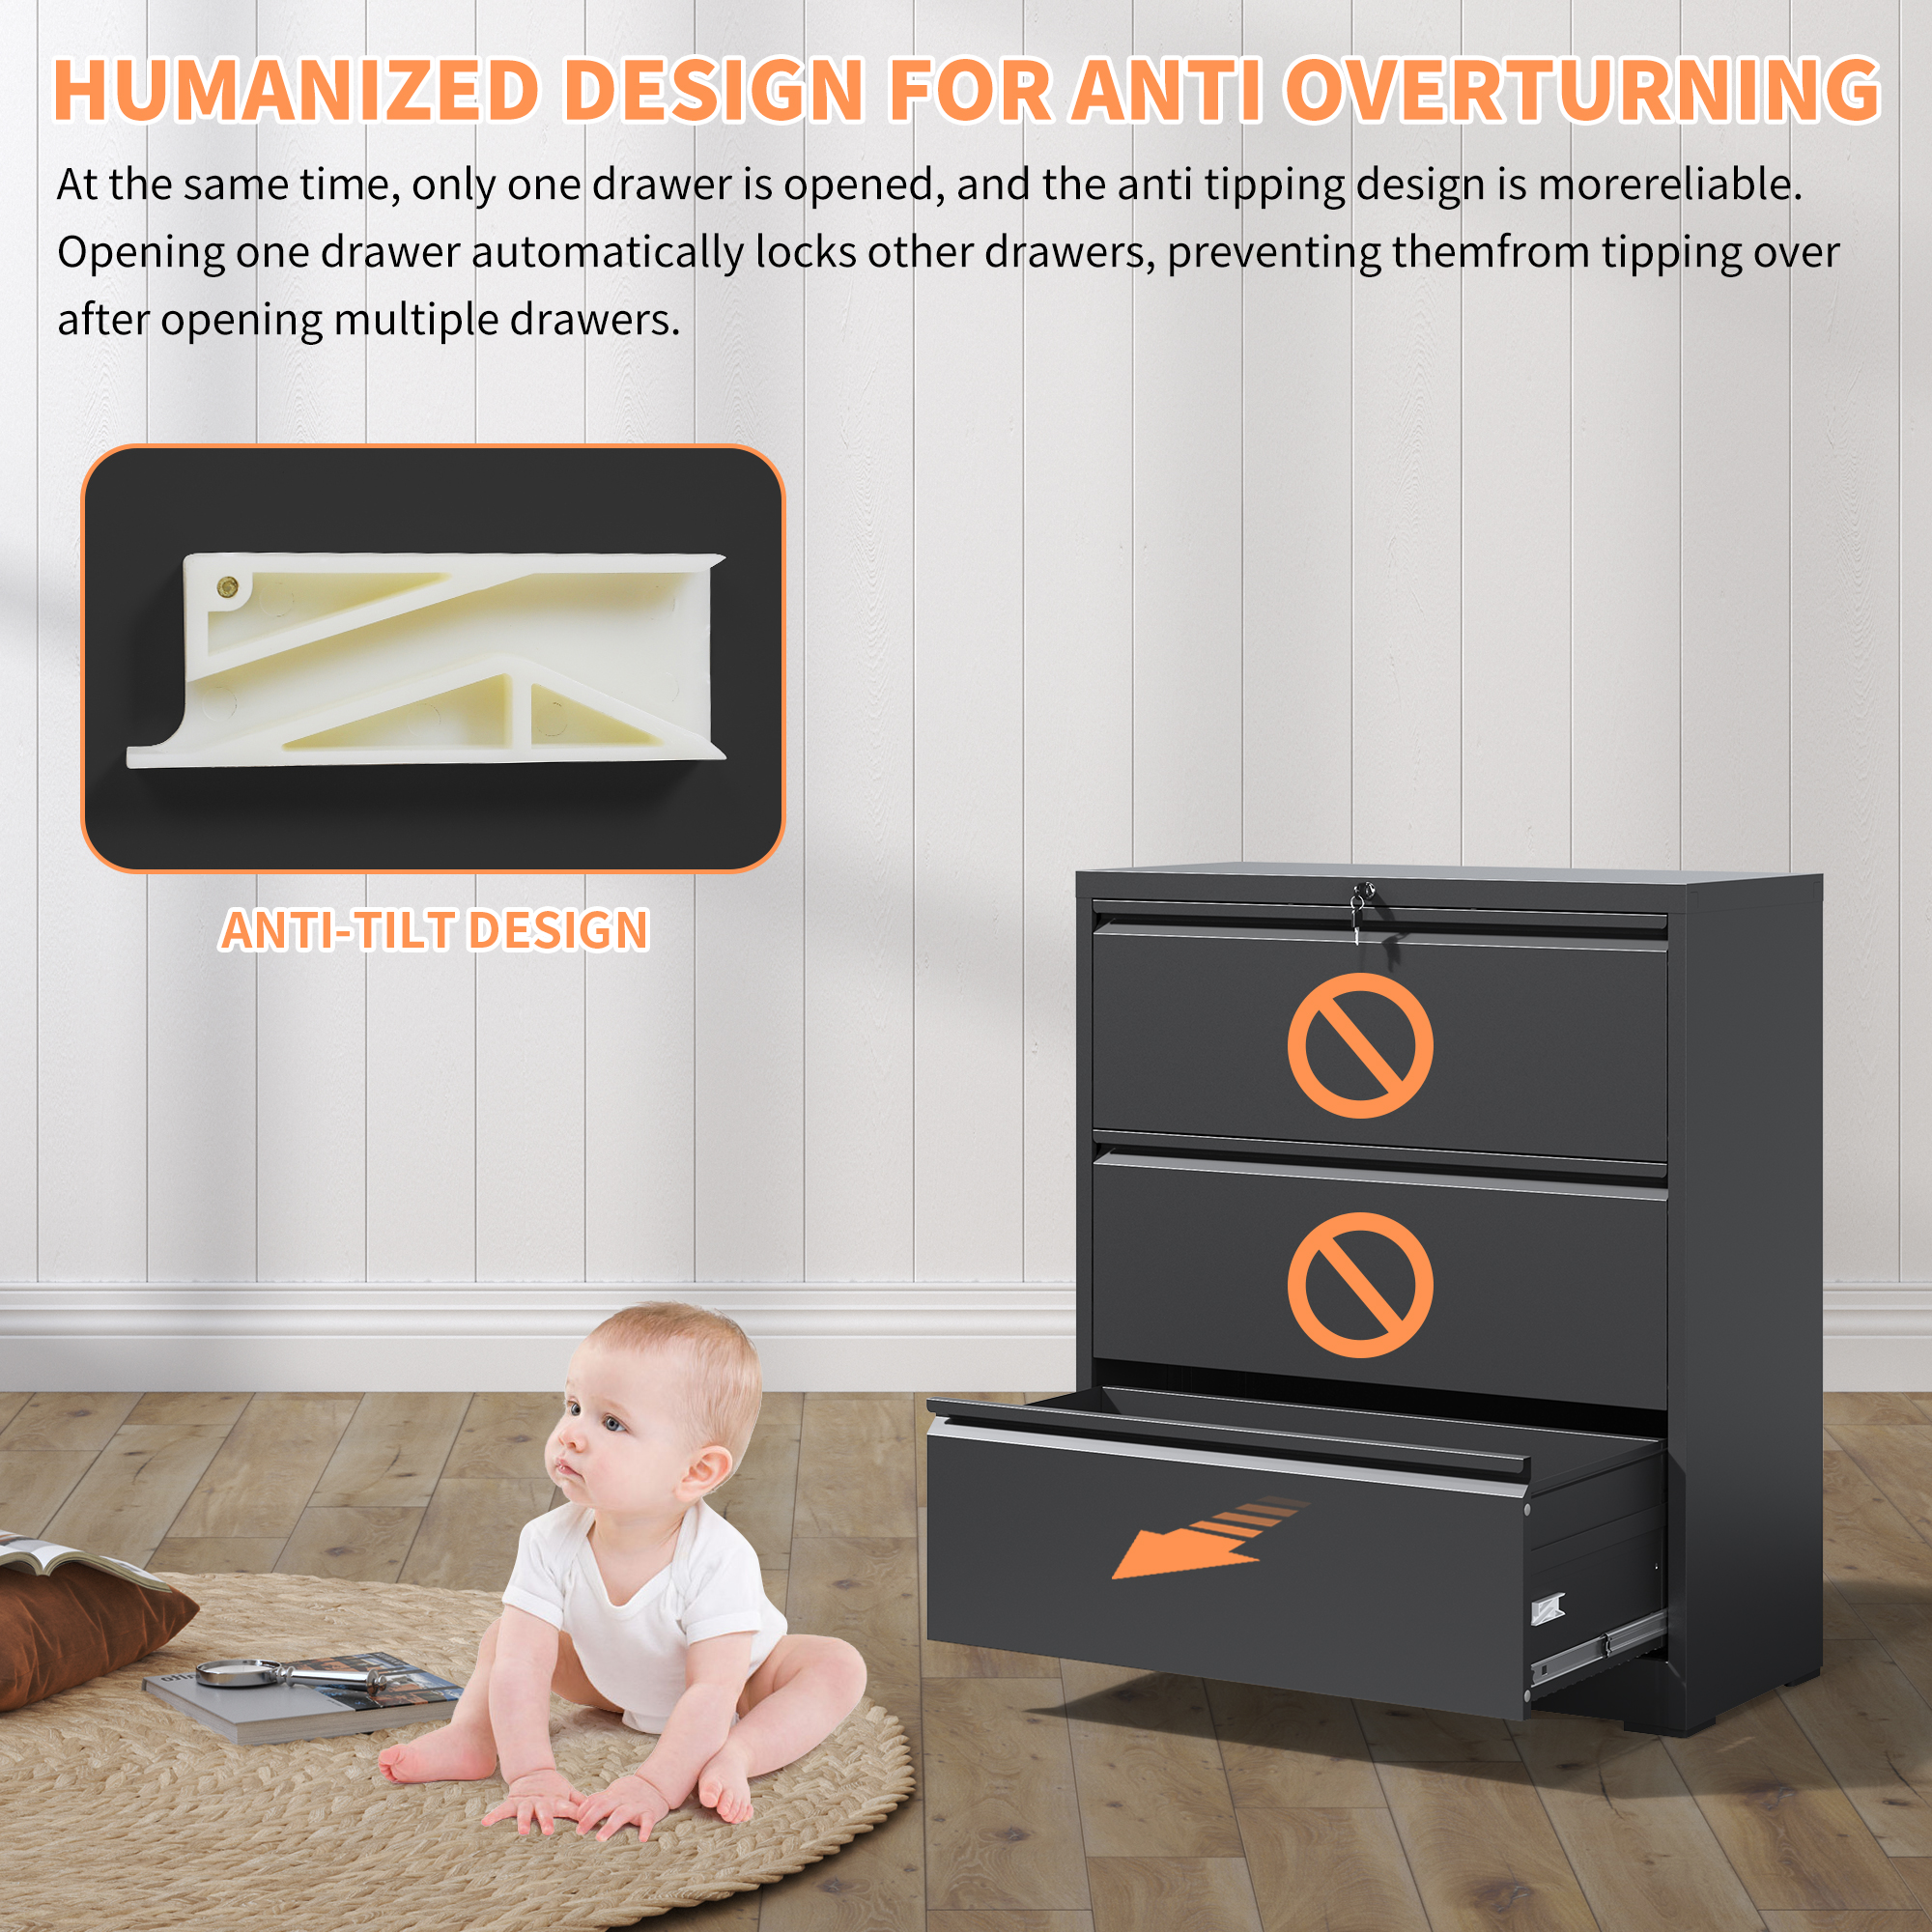 HUMANIZED DESIGN FOR ANTI OVERTURNING
At the same time, only one drawer is opened, and the anti tipping design is morereliable.
Opening one drawer automatically locks other drawers, preventing themfrom tipping over
after opening multiple drawers.
ANTI-TILT DESIGN